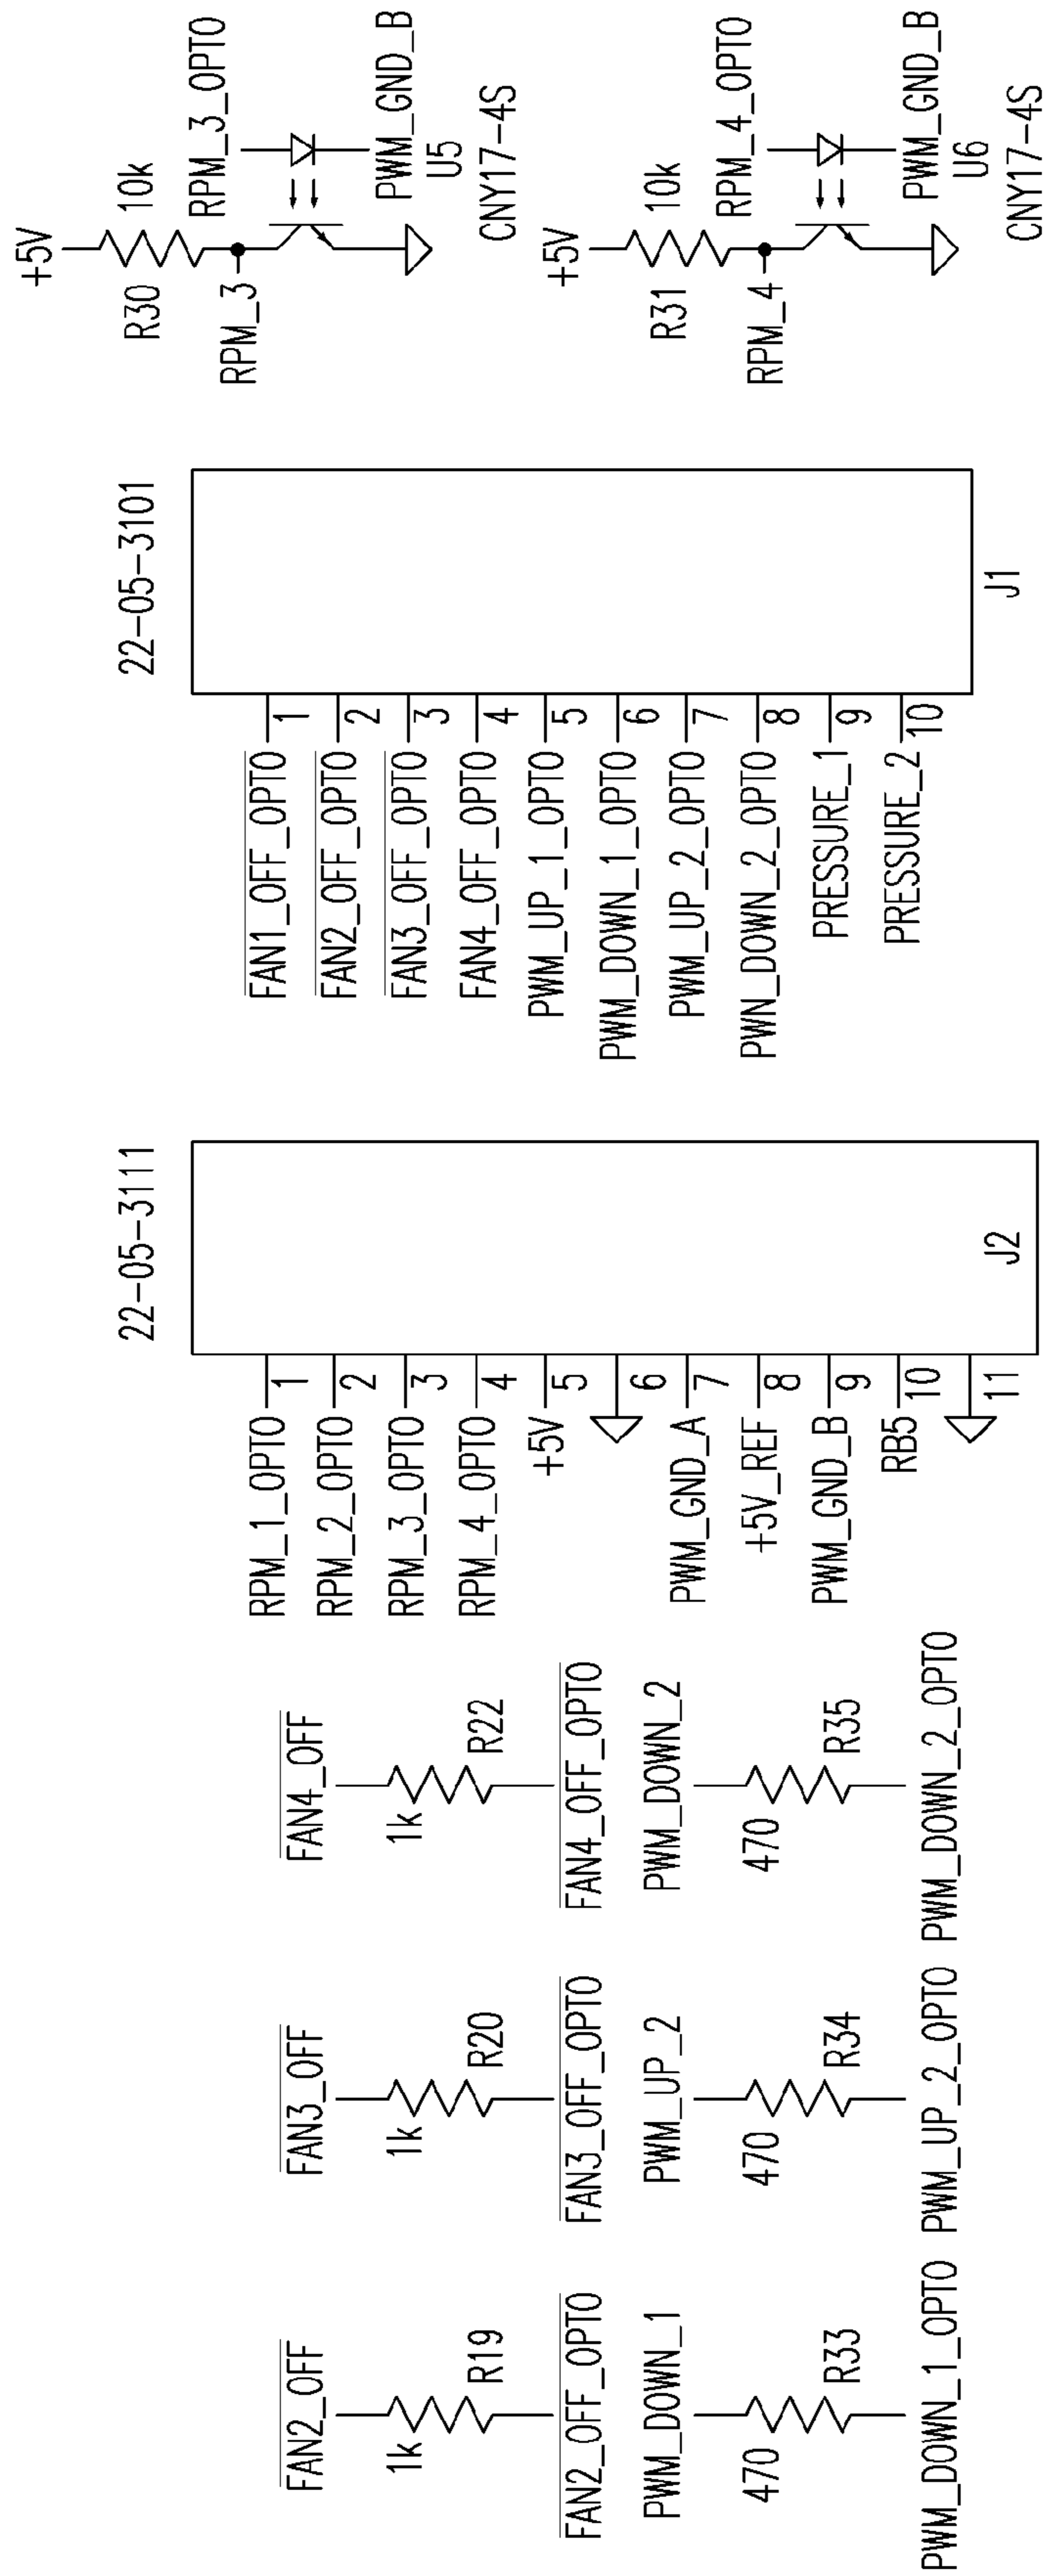 FAN2_OFF
1k
R19
FAN2_OFF_OPTO
FAN3_OFF
1k
R20
FAN3_OFF_OPTO
FAN4_OFF
1k
R22
FAN4_OFF_OPTO
PWM_DOWN_1
470
R33
PWM_DOWN_1_OPTO
PWM_UP_2
470
R34
PWM_UP_2_OPTO
PWM_DOWN_2
470
R35
PWM_DOWN_2_OPTO
22-05-3111
RPM_1_OPTO 1
RPM_2_OPTO 2
RPM_3_OPTO 3
RPM_4_OPTO 4
+5V 5
6
PWM_GND_A 7
+5V_REF 8
PWM_GND_B 9
RB5 10
11
J2
22-05-3101
FAN1_OFF_OPTO 1
FAN2_OFF_OPTO 2
FAN3_OFF_OPTO 3
FAN4_OFF_OPTO 4
PWM_UP_1_OPTO 5
PWM_DOWN_1_OPTO 6
PWM_UP_2_OPTO 7
PWN_DOWN_2_OPTO 8
PRESSURE_1 9
PRESSURE_2 10
J1
+5V
R30 10k
RPM_3_OPTO
RPM_3
PWM_GND_B
U5
CNY17-4S
+5V
R31 10k
RPM_4_OPTO
RPM_4
PWM_GND_B
U6
CNY17-4S